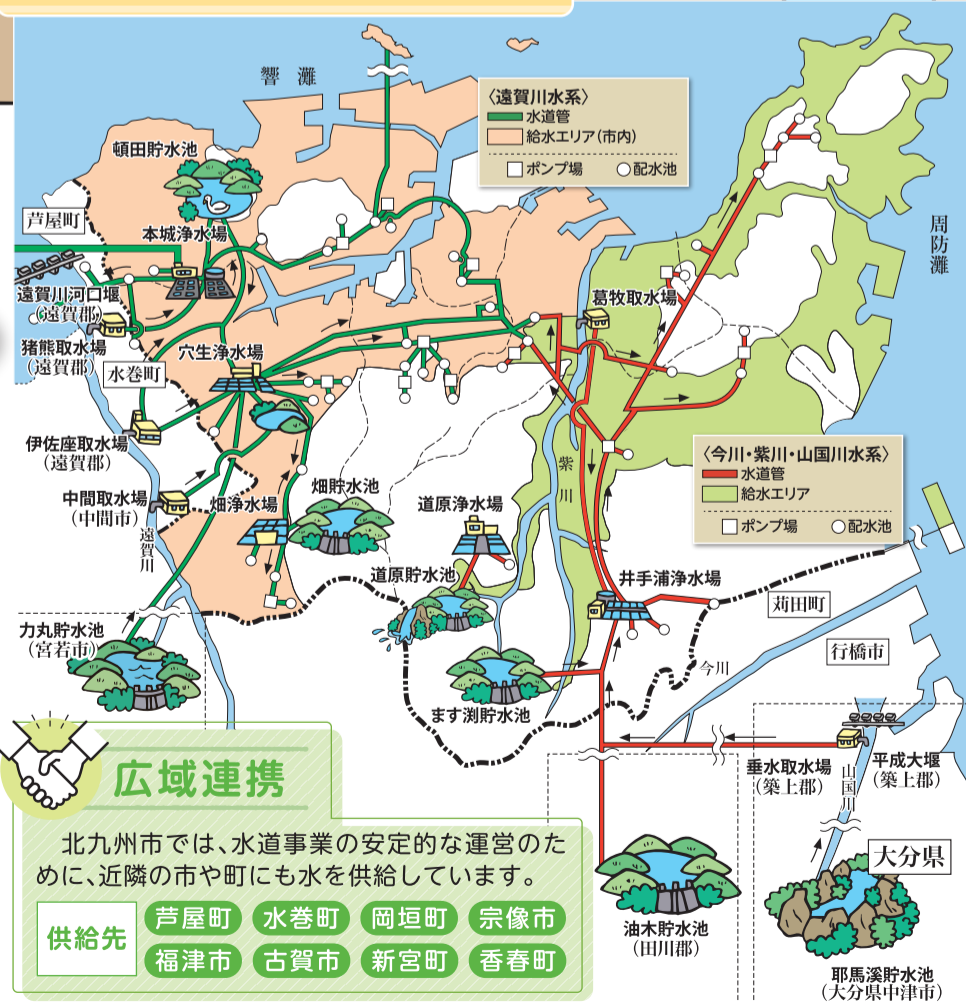 響灘
〈遠賀川水系〉
水道管
給水エリア（市内）
ポンプ場
配水池
頓田貯水池
芦屋町
本城浄水場
周防灘
遠賀川河口堰
（遠賀郡）
葛牧取水場
猪熊取水場
（遠賀郡）
水巻町
穴生浄水場
伊佐座取水場
（遠賀郡）
紫川
〈今川・紫川・山国川水系〉
水道管
給水エリア
ポンプ場
配水池
中間取水場
（中間市）
遠賀川
畑浄水場
畑貯水池
道原浄水場
道原貯水池
井手浦浄水場
苅田町
力丸貯水池
（宮若市）
行橋市
今川
ます渕貯水池
垂水取水場
（築上郡）
平成大堰
（築上郡）
山国川
大分県
油木貯水池
（田川郡）
耶馬溪貯水池
（大分県中津市）
広域連携
北九州市では、水道事業の安定的な運営のた
めに、近隣の市や町にも水を供給しています。
供給先
芦屋町 水巻町 岡垣町 宗像市
福津市 古賀市 新宮町 香春町